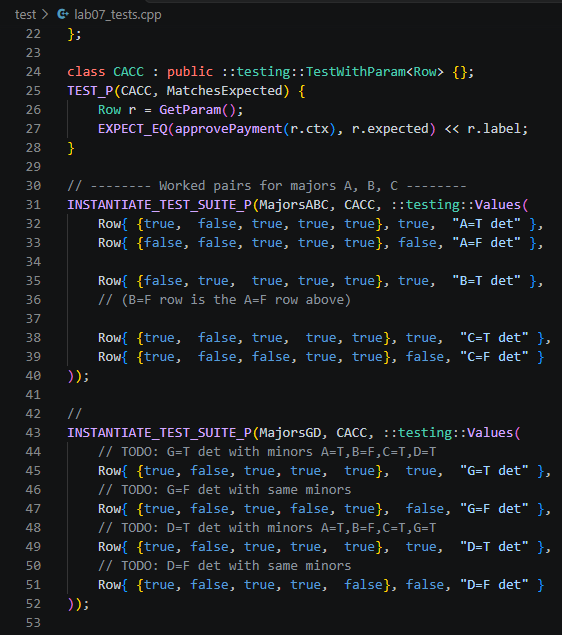 test > lab07_tests.cpp
22 };
23
24 class CACC : public ::testing::TestWithParam<Row> {};
25 TEST_P(CACC, MatchesExpected) {
26     Row r = GetParam();
27     EXPECT_EQ(approvePayment(r.ctx), r.expected) << r.label;
28 }
29
30 // -------- Worked pairs for majors A, B, C --------
31 INSTANTIATE_TEST_SUITE_P(MajorsABC, CACC, ::testing::Values(
32     Row{ {true,  false, true, true, true}, true,  "A=T det" },
33     Row{ {false, false, true, true, true}, false, "A=F det" },
34
35     Row{ {false, true,  true, true, true}, true,  "B=T det" },
36     // (B=F row is the A=F row above)
37
38     Row{ {true,  false, true,  true, true}, true,  "C=T det" },
39     Row{ {true,  false, false, true, true}, false, "C=F det" }
40 ));
41
42 //
43 INSTANTIATE_TEST_SUITE_P(MajorsGD, CACC, ::testing::Values(
44     // TODO: G=T det with minors A=T,B=F,C=T,D=T
45     Row{ {true, false, true, true,  true},  true,  "G=T det" },
46     // TODO: G=F det with same minors
47     Row{ {true, false, true, false, true},  false, "G=F det" },
48     // TODO: D=T det with minors A=T,B=F,C=T,G=T
49     Row{ {true, false, true, true,  true},  true,  "D=T det" },
50     // TODO: D=F det with same minors
51     Row{ {true, false, true, true,  false}, false, "D=F det" }
52 ));
53